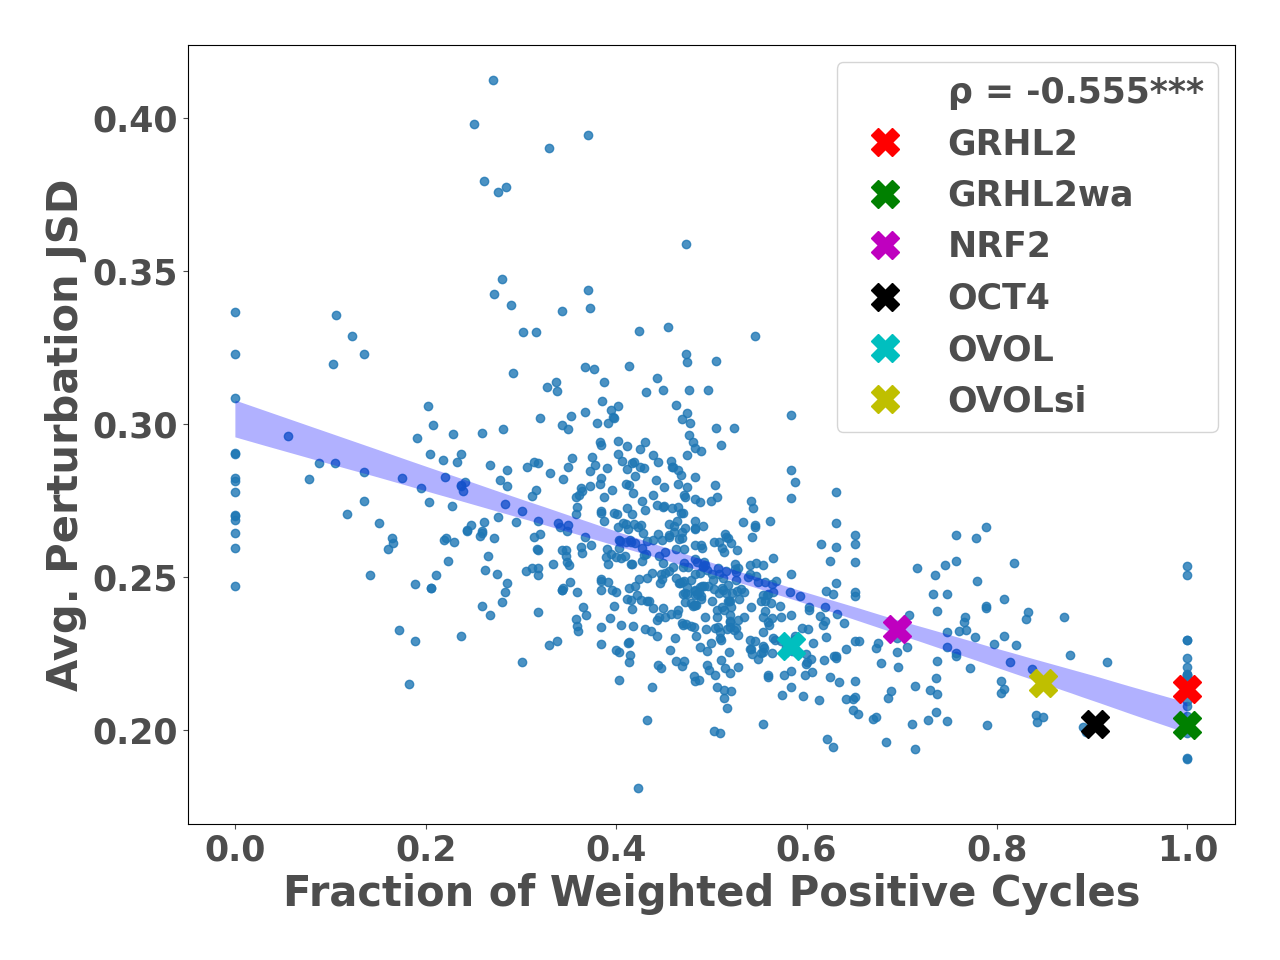 ρ = -0.555***
GRHL2
GRHL2wa
NRF2
OCT4
OVOL
OVOLsi
Avg. Perturbation JSD
0.40
0.35
0.30
0.25
0.20
0.0 0.2 0.4 0.6 0.8 1.0
Fraction of Weighted Positive Cycles